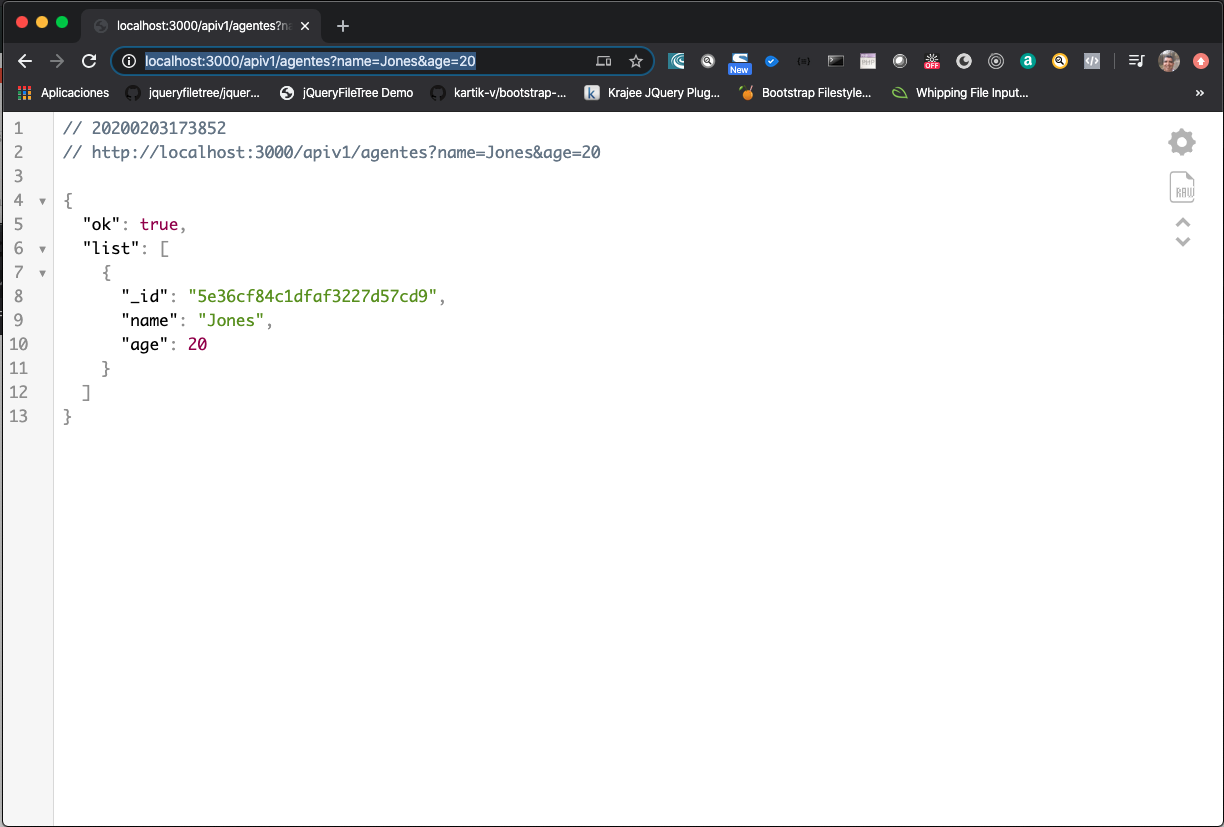 localhost:3000/apiv1/agentes?na
localhost:3000/apiv1/agentes?name=Jones&age=20
New
OFF
a
</>
Aplicaciones
jqueryfiletree/jquer...
jQueryFileTree Demo
kartik-v/bootstrap-...
k
Krajee JQuery Plug...
Bootstrap Filestyle...
Whipping File Input...
»
1 // 20200203173852
2 // http://localhost:3000/apiv1/agentes?name=Jones&age=20
3
4 {
5 "ok": true,
6 "list": [
7 {
8 "_id": "5e36cf84c1dfaf3227d57cd9",
9 "name": "Jones",
10 "age": 20
11 }
12 ]
13 }
RAW